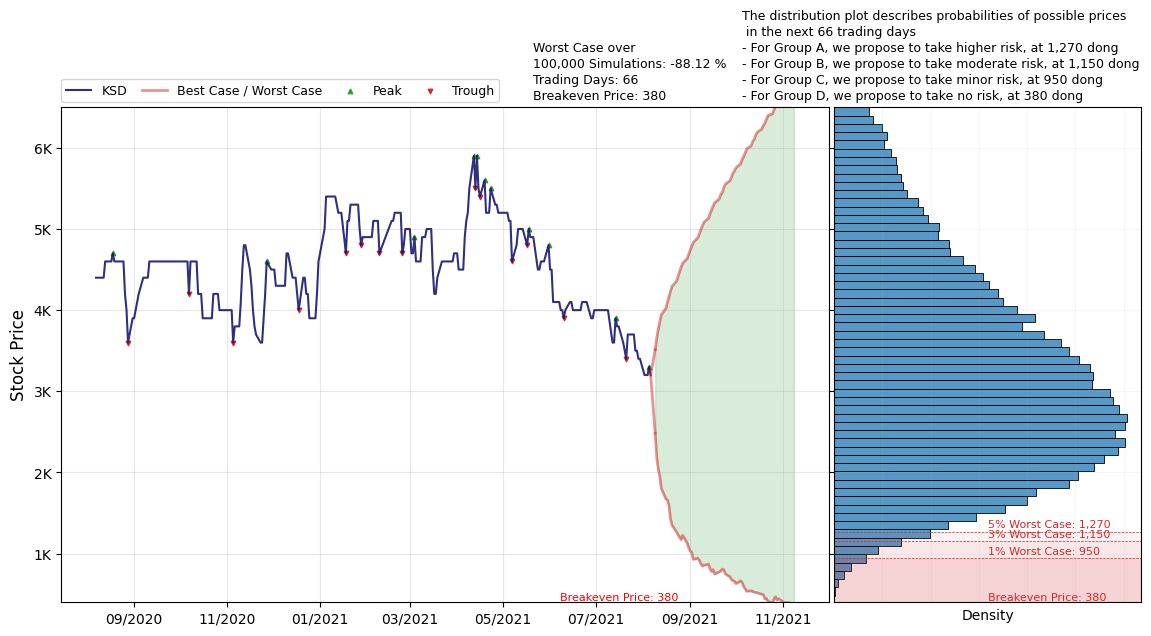 The distribution plot describes probabilities of possible prices
in the next 66 trading days
- For Group A, we propose to take higher risk, at 1,270 dong
- For Group B, we propose to take moderate risk, at 1,150 dong
- For Group C, we propose to take minor risk, at 950 dong
- For Group D, we propose to take no risk, at 380 dong
Worst Case over
100,000 Simulations: -88.12 %
Trading Days: 66
Breakeven Price: 380
KSD
Best Case / Worst Case
Peak
Trough
Stock Price
6K
5K
4K
3K
2K
1K
09/2020
11/2020
01/2021
03/2021
05/2021
07/2021
09/2021
11/2021
Breakeven Price: 380
5% Worst Case: 1,270
3% Worst Case: 1,150
1% Worst Case: 950
Breakeven Price: 380
Density